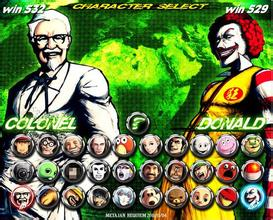 CHARACTER SELECT
win 532
win 529
COLONEL
DONALD
?